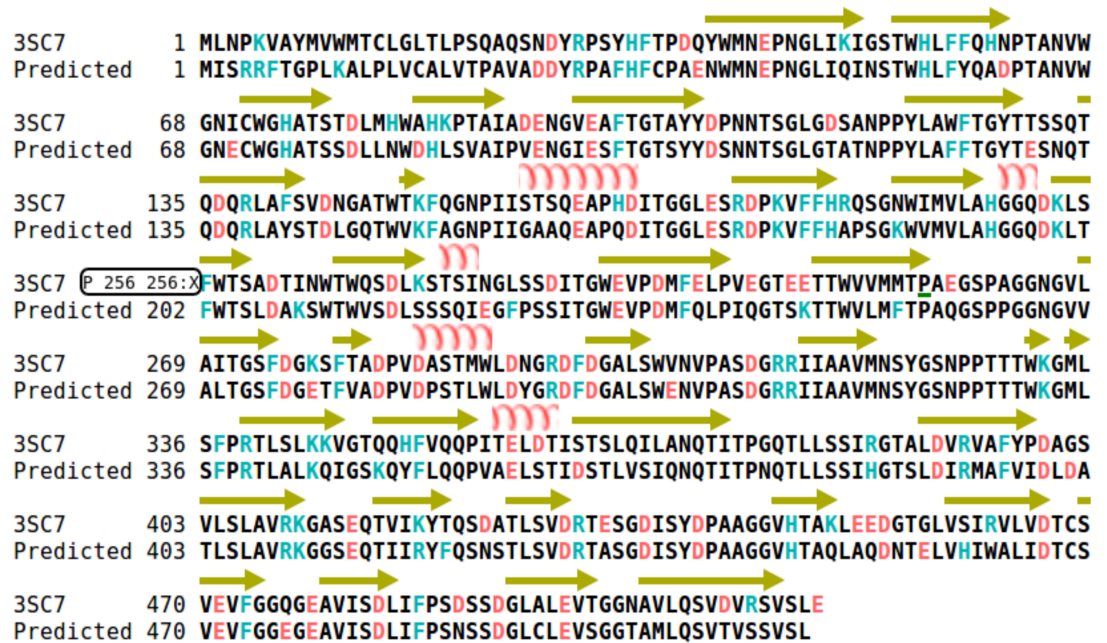 3SC7 1 MLNPKVAYMVWMTCLGLTLPSQAQSNDYRPSYHFTPDQYWMNEPNGLIKIGSTWHLFFQHNPTANVW
Predicted 1 MISRRFTGPLKALPLVCALVTPAVADDYRPAFHFCPAENWMNEPNGLIQINSTWHLFYQADPTANVW
3SC7 68 GNICWGHATSTDLMHWAHKPTAIADENGVEAFTGTAYYDPNNTSGLGDSANPPYLAWFTGYTTSSQT
Predicted 68 GNECWGHATSSDLLNWDHLSVAIPVENGIESFTGTSYYDSNNTSGLGTATNPPYLAFFTGYTESNQT
3SC7 135 QDQRLAFSVDNGATWTKFQGNPIISTSQEAPHDITGGLESRDPKVFFHRQSGNWIMVLAHGGQDKLS
Predicted 135 QDQRLAYSTDLGQTWVKFAGNPIIGAAQEAPQDITGGLESRDPKVFFHAPSGKWVMVLAHGGQDKLT
3SC7 P 256 256:X FWTSADTINWTWQSDLKSTSINGLSSDITGWEVPDMFELPVEGTEETTWVVMMTPAEGSPAGGNGVL
Predicted 202 FWTSLDAKSWTWVSDLSSSQIEGFPSSITGWEVPDMFQLPIQGTSKTTWVLMFTPAQGSPPGGNGVV
3SC7 269 AITGSFDGKSFTADPVDASTMWLDNGRDFDGALSWVNVPASDGRRIIAAVMNSYGSNPPTTTWKGML
Predicted 269 ALTGSFDGETFVADPVDPSTLWLDYGRDFDGALSWENVPASDGRRIIAAVMNSYGSNPPTTTWKGML
3SC7 336 SFPRTLSLKKVGTQQHFVQQPITELDTISTSLQILANQTITPGQTLLSSIRGTALDVRVAFYPDAGS
Predicted 336 SFPRTLALKQIGSKQYFLQQPVAELSTIDSTLVSIQNQTITPNQTLLSSIHGTSLDIRMAFVIDLDA
3SC7 403 VLSLAVRKGASEQTVIKYTQSDATLSVDRTESGDISYDPAAGGVHTAKLEEDGTGLVSIRVLVDTCS
Predicted 403 TLSLAVRKGGSEQTIIRYFQSNSTLSVDRTASGDISYDPAAGGVHTAQLAQDNTELVHIWALIDTCS
3SC7 470 VEVFGGQGEAVISDLIFPSDSSDGLALEVTGGNAVLQSVDVRSVSLE
Predicted 470 VEVFGGEGEAVISDLIFPSNSSDGLCLEVSGGTAMLQSVTVSSVSL